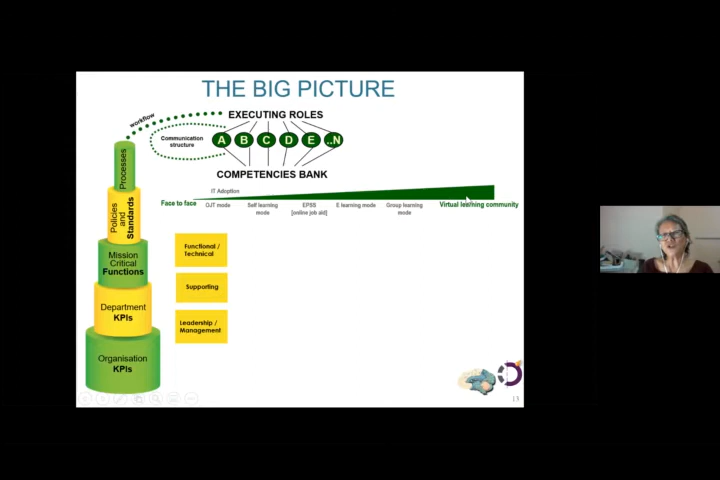 THE BIG PICTURE
workflow
EXECUTING ROLES
Communication
structure
A B C D E ..N
COMPETENCIES BANK
IT Adoption
Face to face
OJT mode
Self learning
mode
EPSS
[online job aid]
E learning mode
Group learning
mode
Virtual learning community
Processes
Policies
and
Standards
Mission
Critical
Functions
Department
KPIs
Organisation
KPIs
Functional /
Technical
Supporting
Leadership /
Management
13